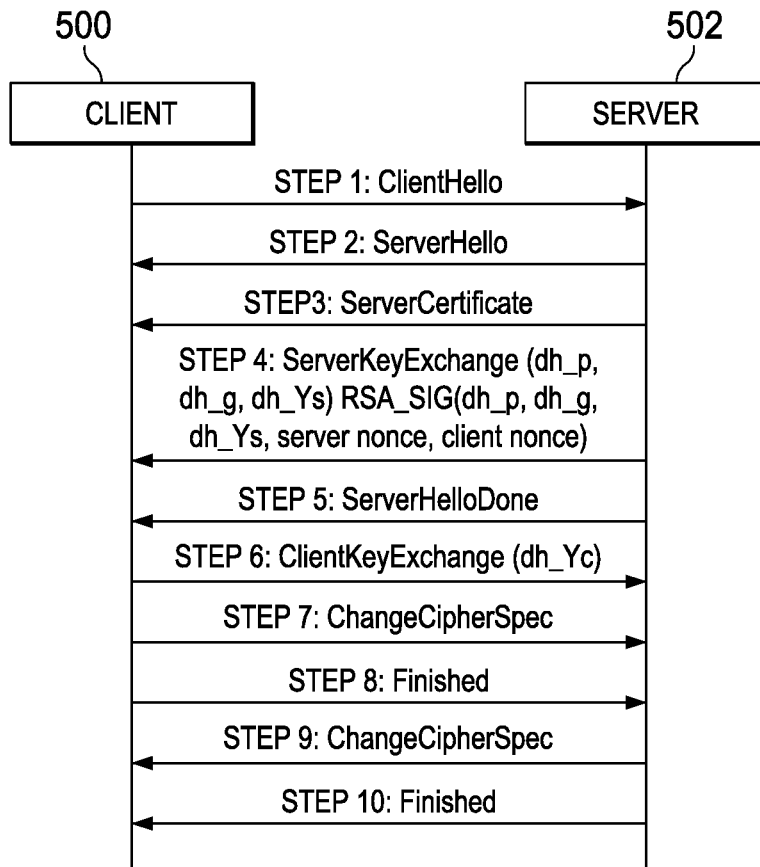 500
502
CLIENT
SERVER
STEP 1: ClientHello
STEP 2: ServerHello
STEP3: ServerCertificate
STEP 4: ServerKeyExchange (dh_p,
dh_g, dh_Ys) RSA_SIG(dh_p, dh_g,
dh_Ys, server nonce, client nonce)
STEP 5: ServerHelloDone
STEP 6: ClientKeyExchange (dh_Yc)
STEP 7: ChangeCipherSpec
STEP 8: Finished
STEP 9: ChangeCipherSpec
STEP 10: Finished